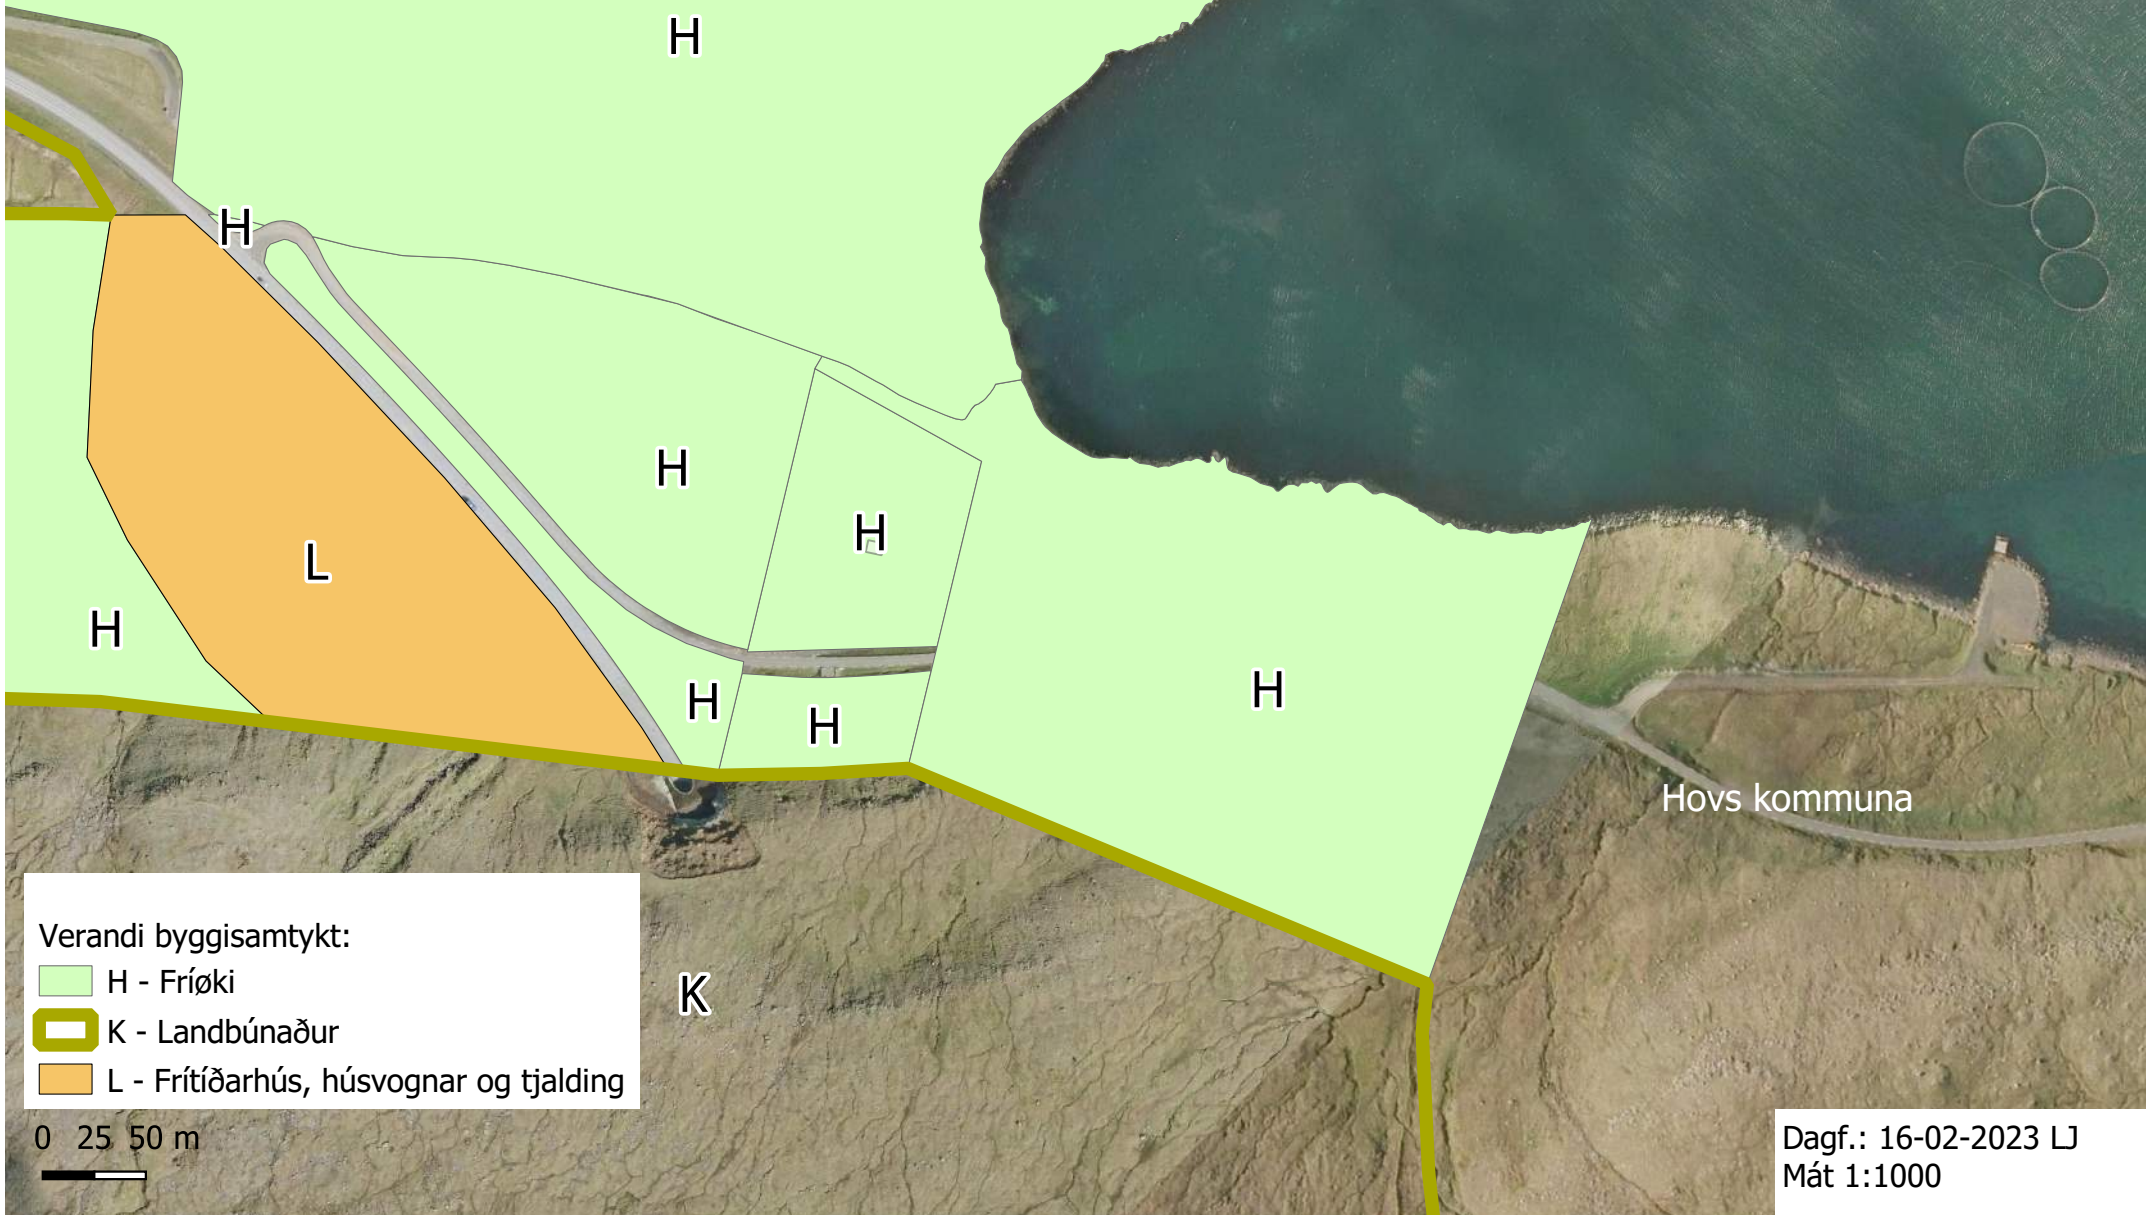 H
H
H
H
L
H
H
H
H
Hovs kommuna
K
Verandi byggisamtykt:
H - Fríøki
K - Landbúnaður
L - Frítíðarhús, húsvognar og tjalding
0 25 50 m
Dagf.: 16-02-2023 LJ
Mát 1:1000